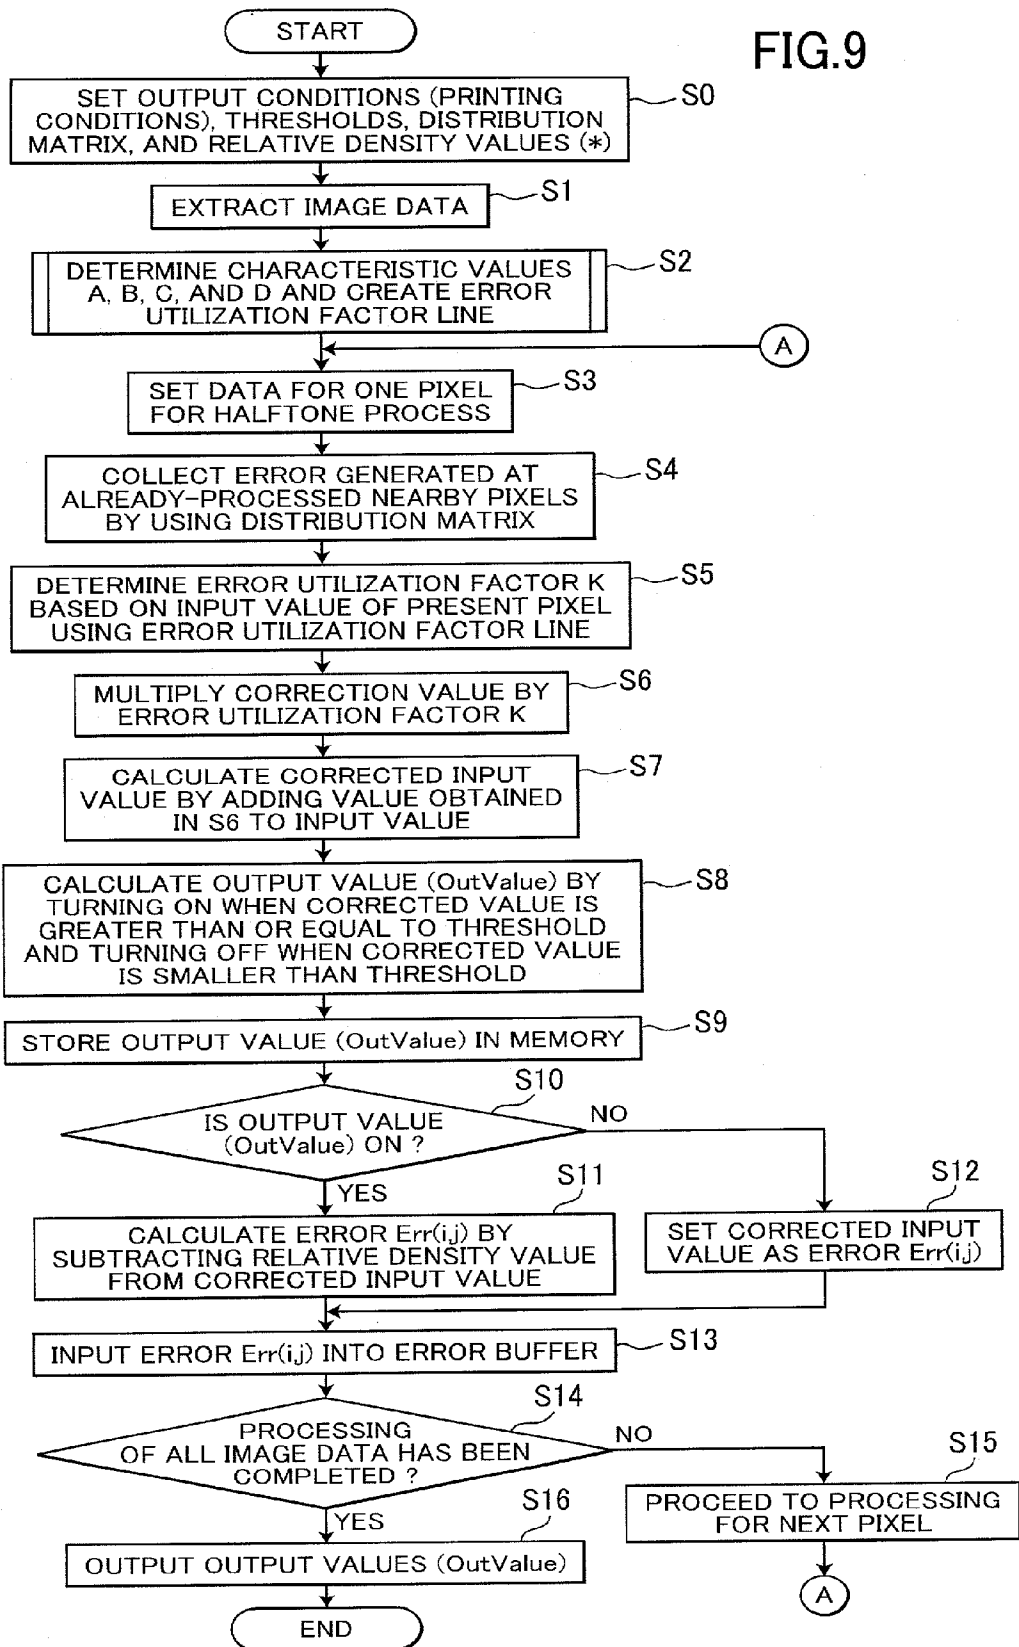 FIG.9
START
SET OUTPUT CONDITIONS (PRINTING
CONDITIONS), THRESHOLDS, DISTRIBUTION
MATRIX, AND RELATIVE DENSITY VALUES (*)
S0
EXTRACT IMAGE DATA
S1
DETERMINE CHARACTERISTIC VALUES
A, B, C, AND D AND CREATE ERROR
UTILIZATION FACTOR LINE
S2
A
SET DATA FOR ONE PIXEL
FOR HALFTONE PROCESS
S3
COLLECT ERROR GENERATED AT
ALREADY-PROCESSED NEARBY PIXELS
BY USING DISTRIBUTION MATRIX
S4
DETERMINE ERROR UTILIZATION FACTOR K
BASED ON INPUT VALUE OF PRESENT PIXEL
USING ERROR UTILIZATION FACTOR LINE
S5
MULTIPLY CORRECTION VALUE BY
ERROR UTILIZATION FACTOR K
S6
CALCULATE CORRECTED INPUT
VALUE BY ADDING VALUE OBTAINED
IN S6 TO INPUT VALUE
S7
CALCULATE OUTPUT VALUE (OutValue) BY
TURNING ON WHEN CORRECTED VALUE IS
GREATER THAN OR EQUAL TO THRESHOLD
AND TURNING OFF WHEN CORRECTED VALUE
IS SMALLER THAN THRESHOLD
S8
STORE OUTPUT VALUE (OutValue) IN MEMORY
S9
IS OUTPUT VALUE
(OutValue) ON ?
S10
NO
YES
CALCULATE ERROR Err(i,j) BY
SUBTRACTING RELATIVE DENSITY VALUE
FROM CORRECTED INPUT VALUE
S11
SET CORRECTED INPUT
VALUE AS ERROR Err(i,j)
S12
INPUT ERROR Err(i,j) INTO ERROR BUFFER
S13
PROCESSING
OF ALL IMAGE DATA HAS BEEN
COMPLETED ?
S14
NO
YES
PROCEED TO PROCESSING
FOR NEXT PIXEL
S15
A
OUTPUT OUTPUT VALUES (OutValue)
S16
END